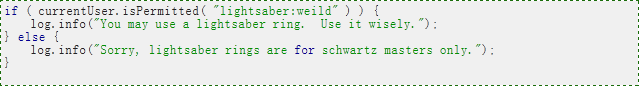 if ( currentUser.isPermitted( "lightsaber:weild" ) ) {
    log.info("You may use a lightsaber ring.  Use it wisely.");
} else {
    log.info("Sorry, lightsaber rings are for schwartz masters only.");
}